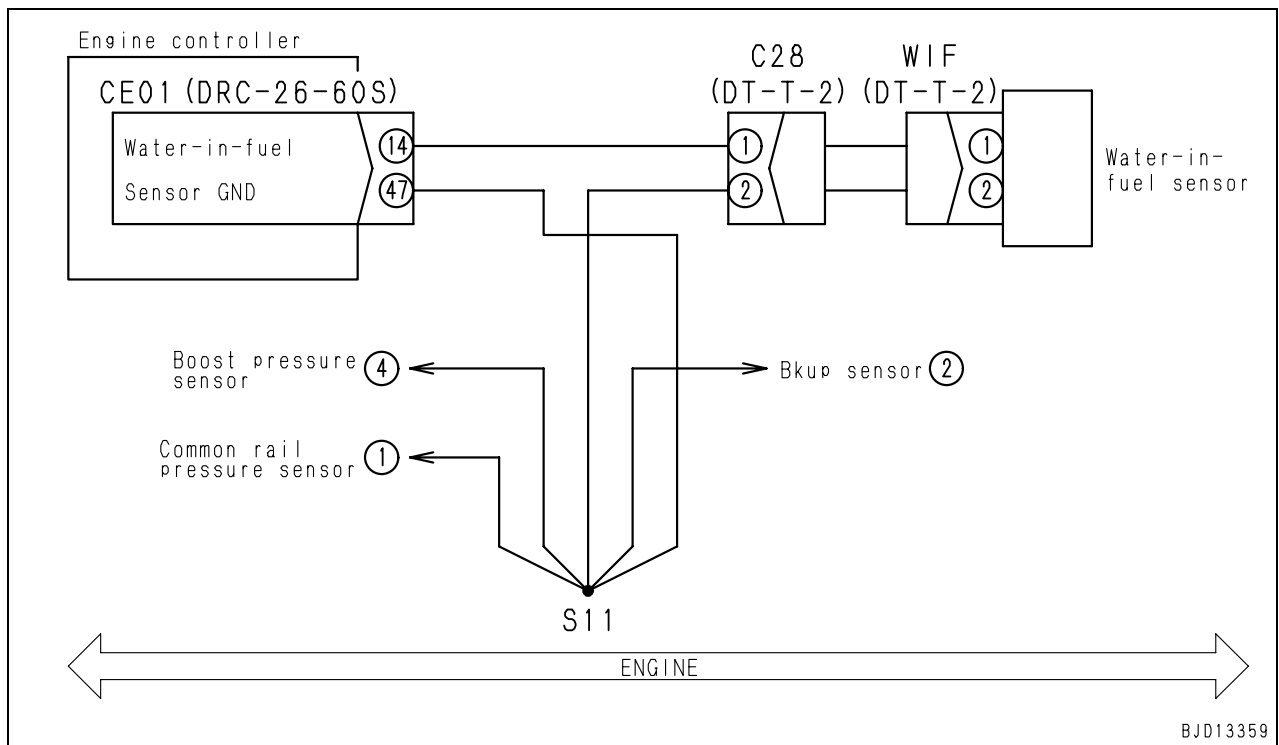 Engine controller
CE01 (DRC-26-60S)
C28
(DT-T-2)
WIF
(DT-T-2)
Water-in-fuel
14
1
1
Sensor GND
47
2
2
Water-in-
fuel sensor
Boost pressure
sensor
4
Bkup sensor
2
Common rail
pressure sensor
1
S11
ENGINE
BJD13359